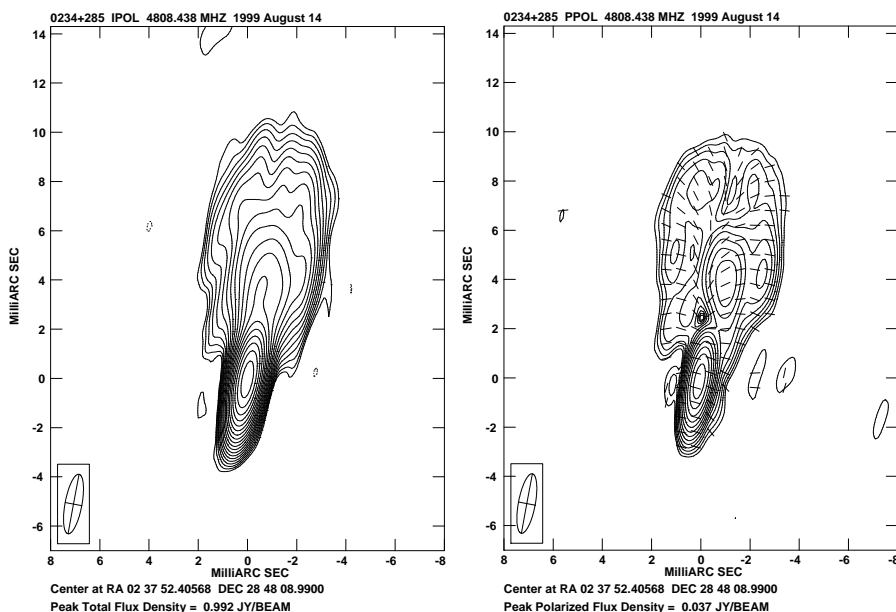 0234+285 IPOL 4808.438 MHZ 1999 August 14
14
12
10
8
6
4
2
0
-2
-4
-6
MilliARC SEC
8 6 4 2 0 -2 -4 -6 -8
MilliARC SEC
Center at RA 02 37 52.40568 DEC 28 48 08.9900
Peak Total Flux Density = 0.992 JY/BEAM
0234+285 PPOL 4808.438 MHZ 1999 August 14
14
12
10
8
6
4
2
0
-2
-4
-6
MilliARC SEC
8 6 4 2 0 -2 -4 -6 -8
MilliARC SEC
Center at RA 02 37 52.40568 DEC 28 48 08.9900
Peak Polarized Flux Density = 0.037 JY/BEAM